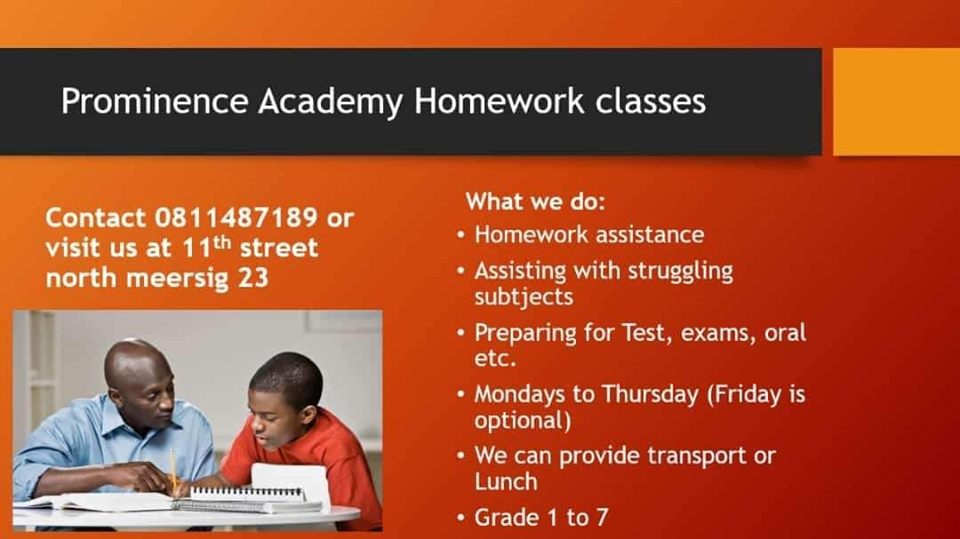 Prominence Academy Homework classes
Contact 0811487189 or
visit us at 11th street
north meersig 23
What we do:
• Homework assistance
• Assisting with struggling
subtjects
• Preparing for Test, exams, oral
etc.
• Mondays to Thursday (Friday is
optional)
• We can provide transport or
Lunch
• Grade 1 to 7